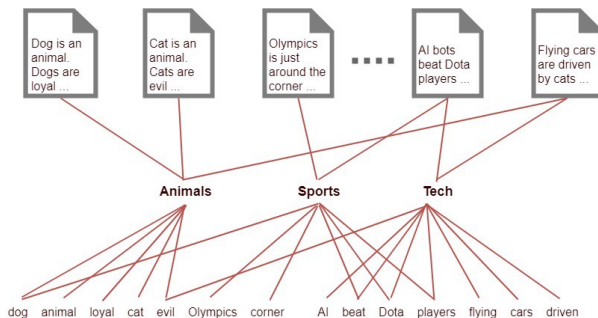 Dog is an
animal.
Dogs are
loyal ...
Cat is an
animal.
Cats are
evil ...
Olympics
is just
around the
corner ...
AI bots
beat Dota
players ...
Flying cars
are driven
by cats ...
Animals Sports Tech
dog animal loyal cat evil Olympics corner AI beat Dota players flying cars driven